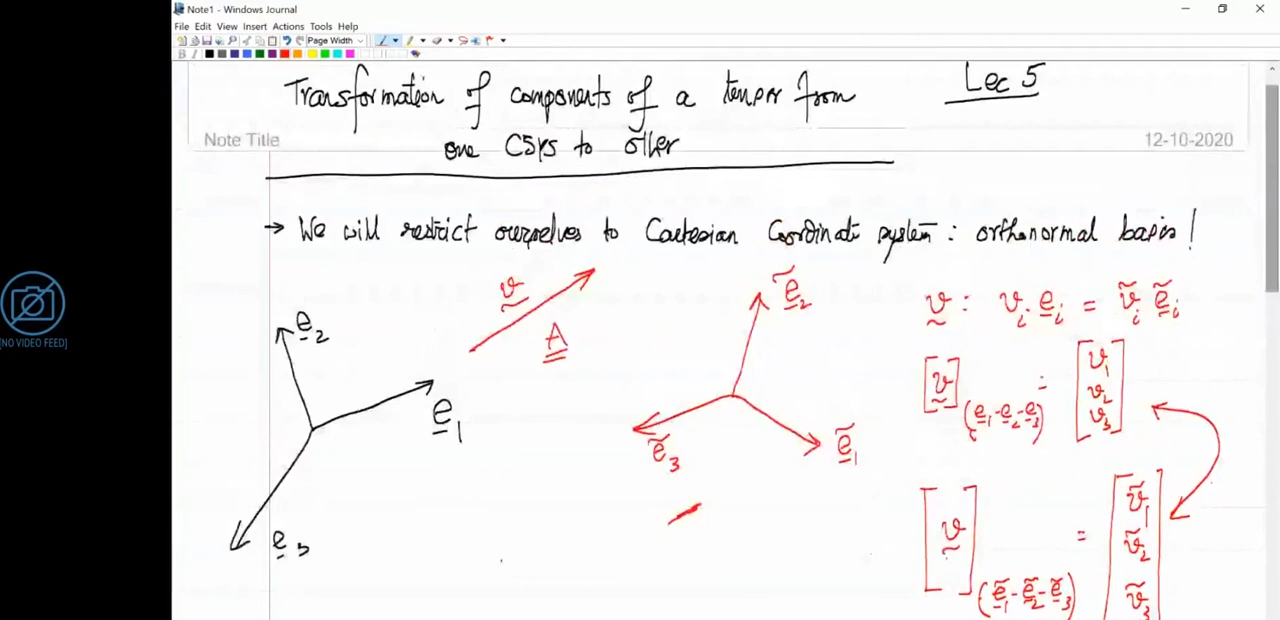 Note1 - Windows Journal
File Edit View Insert Actions Tools Help
Page Width
B I
Transformation of components of a tensor from
one CSYS to other
Lec 5
Note Title
12-10-2020
→ We will restrict ourselves to Cartesian Coordinate system : orthonormal basis !
e₂
e₁
e₃
v
A
ẽ₂
ẽ₁
ẽ₃
v : vᵢ eᵢ = ṽᵢ ẽᵢ
[v](e₁-e₂-e₃) = [v₁ v₂ v₃]
[v](ẽ₁-ẽ₂-ẽ₃) = [ṽ₁ ṽ₂ ṽ₃]
[NO VIDEO FEED]